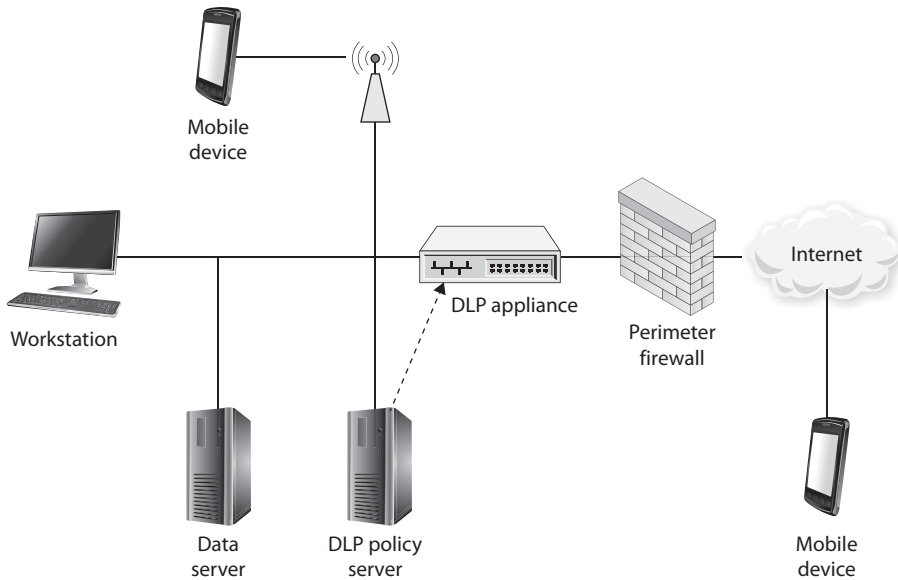 Mobile
device
Internet
DLP appliance
Workstation
Perimeter
firewall
Data
server
DLP policy
server
Mobile
device